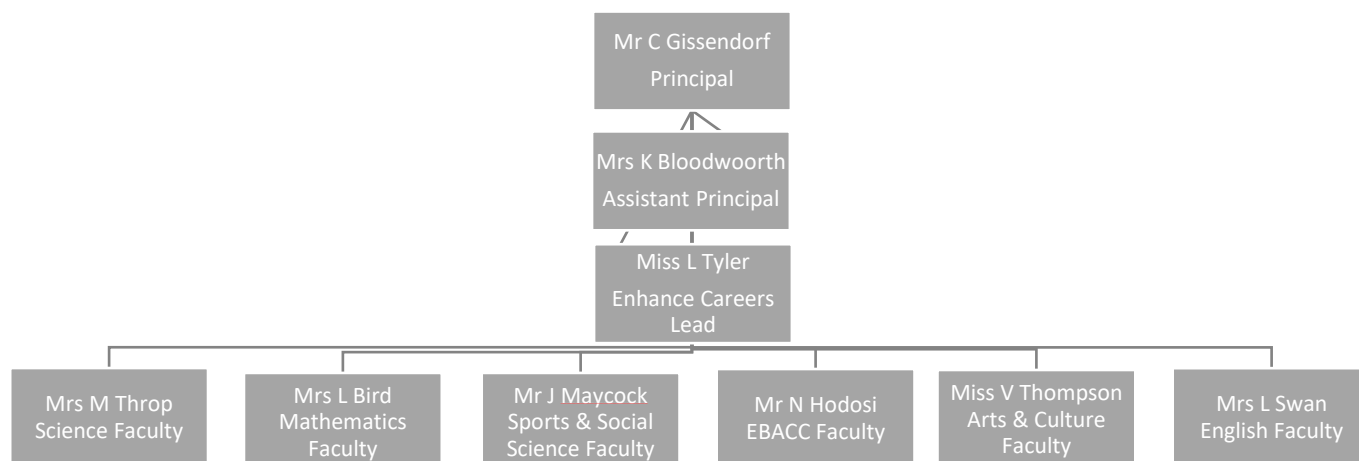 Mr C Gissendorf
Principal
Mrs K Bloodwoorth
Assistant Principal
Miss L Tyler
Enhance Careers
Lead
Mrs M Throp
Science Faculty
Mrs L Bird
Mathematics
Faculty
Mr J Maycock
Sports & Social
Science Faculty
Mr N Hodosi
EBACC Faculty
Miss V Thompson
Arts & Culture
Faculty
Mrs L Swan
English Faculty